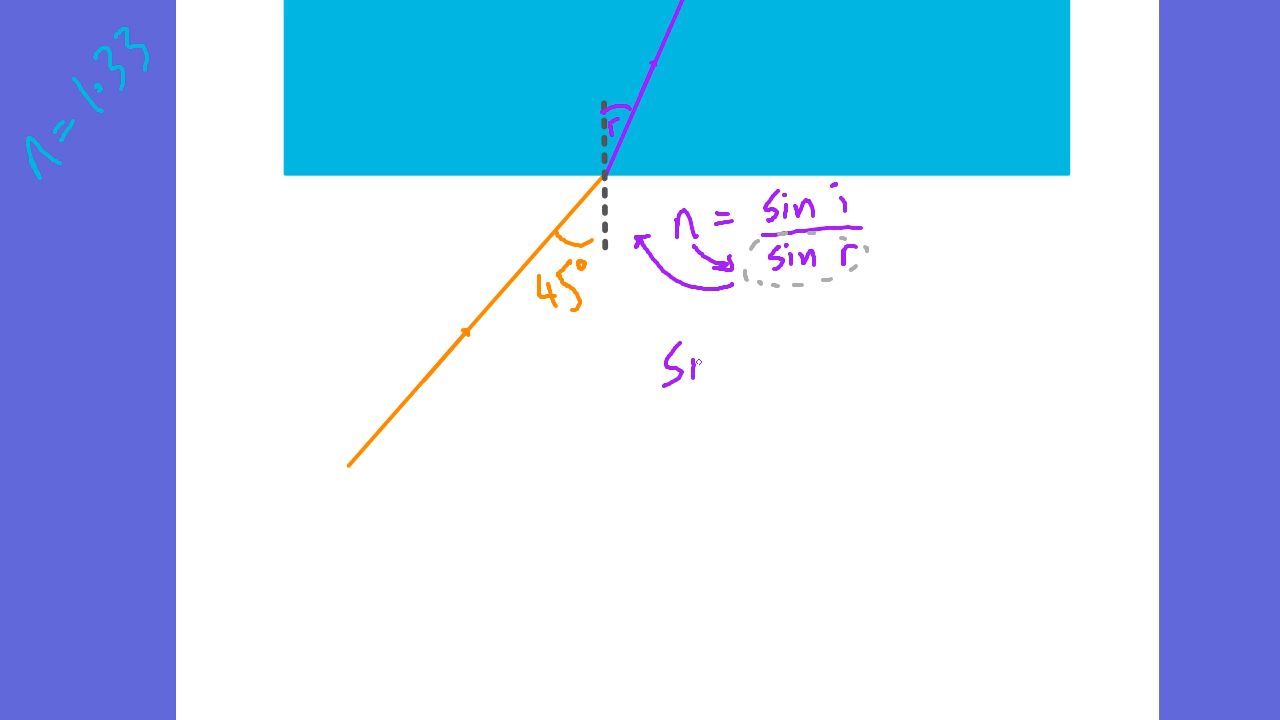 n = 1.33
r
45°
n = sin i / sin r
Si